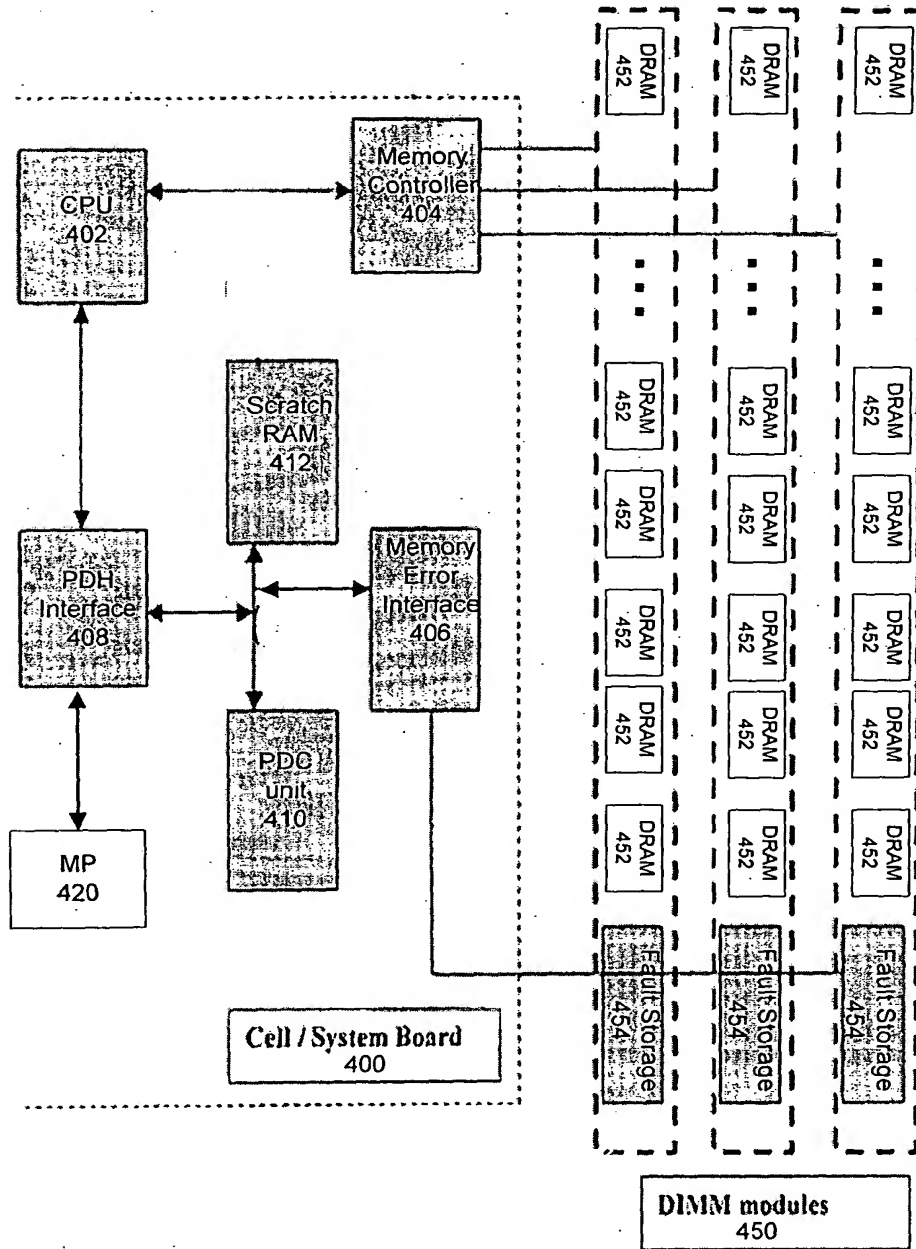 DRAM
452
DRAM
452
DRAM
452
CPU
402
Memory
Controller
404
DRAM
452
DRAM
452
DRAM
452
Scratch
RAM
412
DRAM
452
DRAM
452
DRAM
452
PDH
Interface
408
Memory
Error
Interface
406
DRAM
452
DRAM
452
DRAM
452
DRAM
452
DRAM
452
DRAM
452
PDC
unit
410
MP
420
DRAM
452
DRAM
452
DRAM
452
Fault Storage
454
Fault Storage
454
Fault Storage
454
Cell / System Board
400
DIMM modules
450